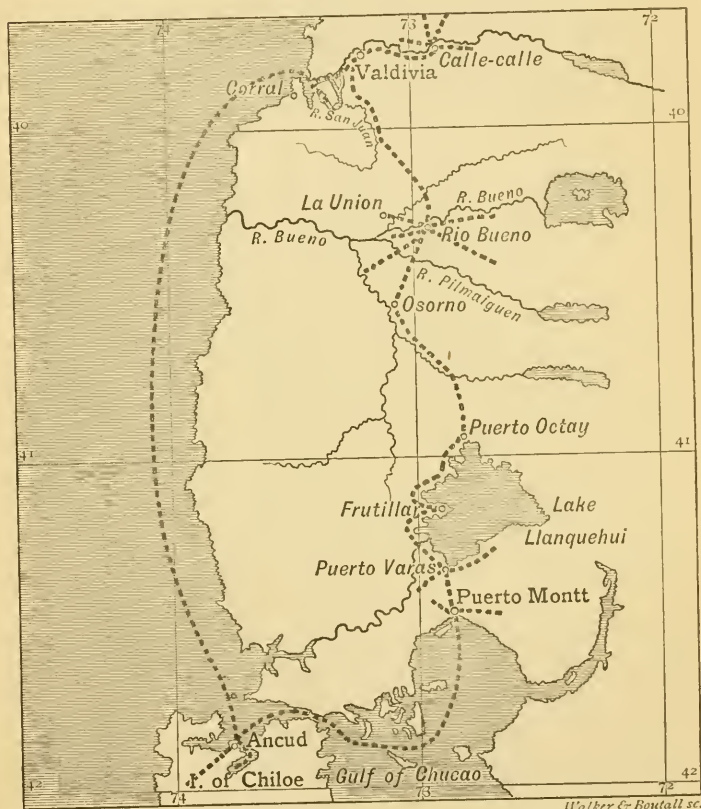 74
73
72
Calle-calle
Valdivia
Corral
R. San Juan
40
40
La Union
R. Bueno
R. Bueno
Rio Bueno
R. Pilmaiguen
Osorno
Puerto Octay
41
41
Frutillar
Lake
Llanquehui
Puerto Varas
Puerto Montt
Ancud
I. of Chiloe
Gulf of Chucao
42
42
74
73
72
Walker & Boutall sc.